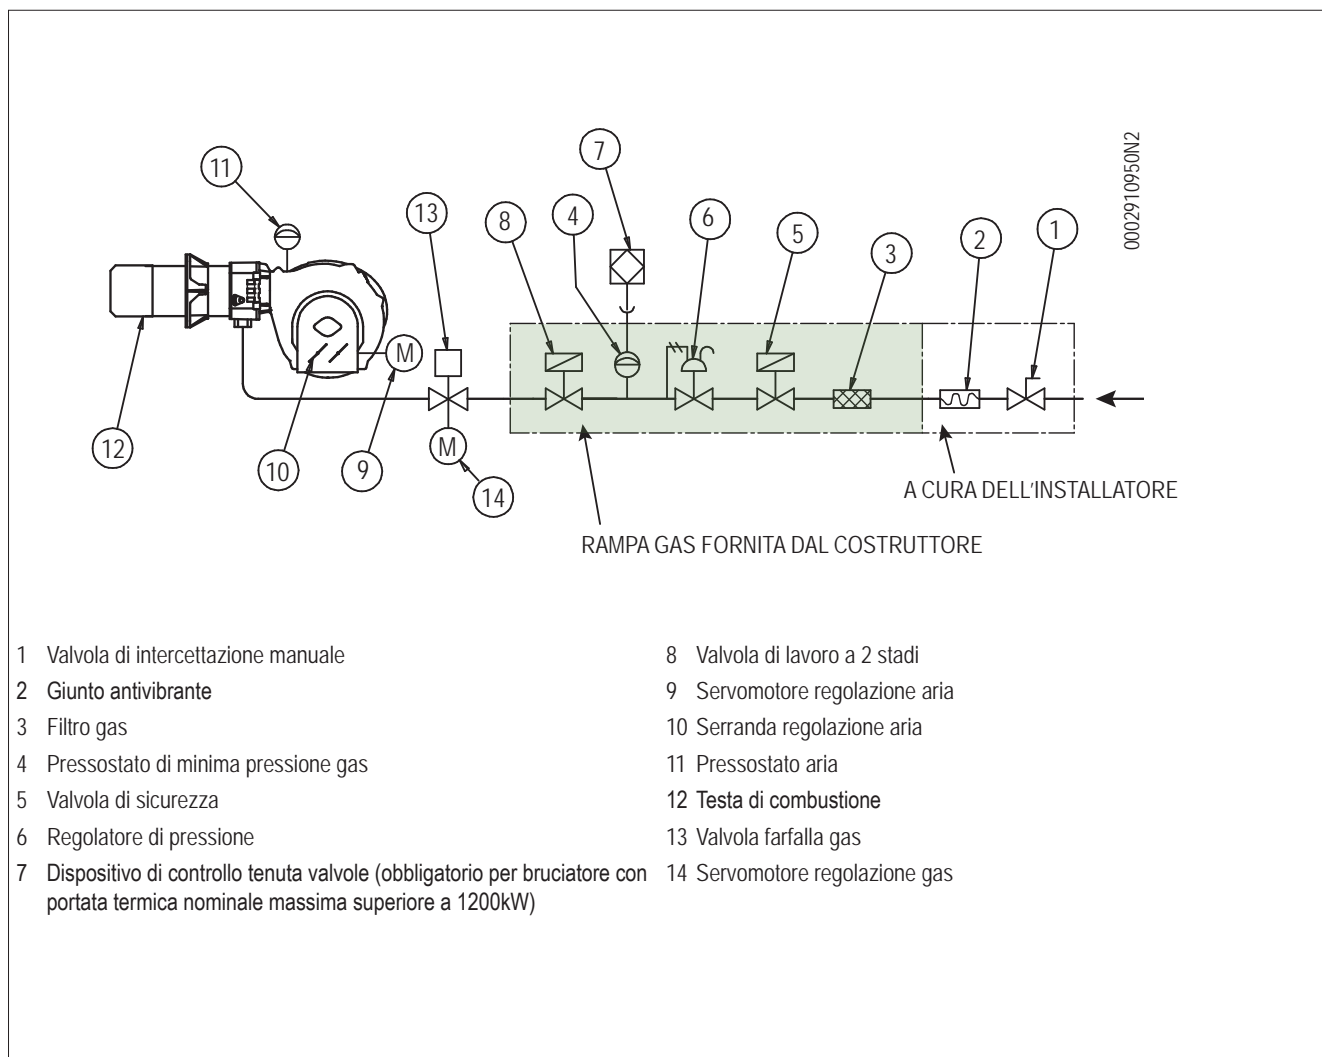 11
13
8
4
7
6
5
3
2
1
0002910950N2
M
M
12
10
9
14
A CURA DELL'INSTALLATORE
RAMPA GAS FORNITA DAL COSTRUTTORE
1 Valvola di intercettazione manuale
2 Giunto antivibrante
3 Filtro gas
4 Pressostato di minima pressione gas
5 Valvola di sicurezza
6 Regolatore di pressione
7 Dispositivo di controllo tenuta valvole (obbligatorio per bruciatore con
portata termica nominale massima superiore a 1200kW)
8 Valvola di lavoro a 2 stadi
9 Servomotore regolazione aria
10 Serranda regolazione aria
11 Pressostato aria
12 Testa di combustione
13 Valvola farfalla gas
14 Servomotore regolazione gas